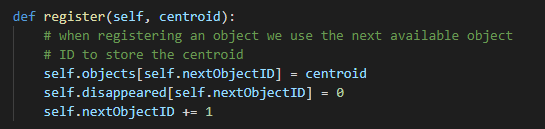 def register(self, centroid):
    # when registering an object we use the next available object
    # ID to store the centroid
    self.objects[self.nextObjectID] = centroid
    self.disappeared[self.nextObjectID] = 0
    self.nextObjectID += 1